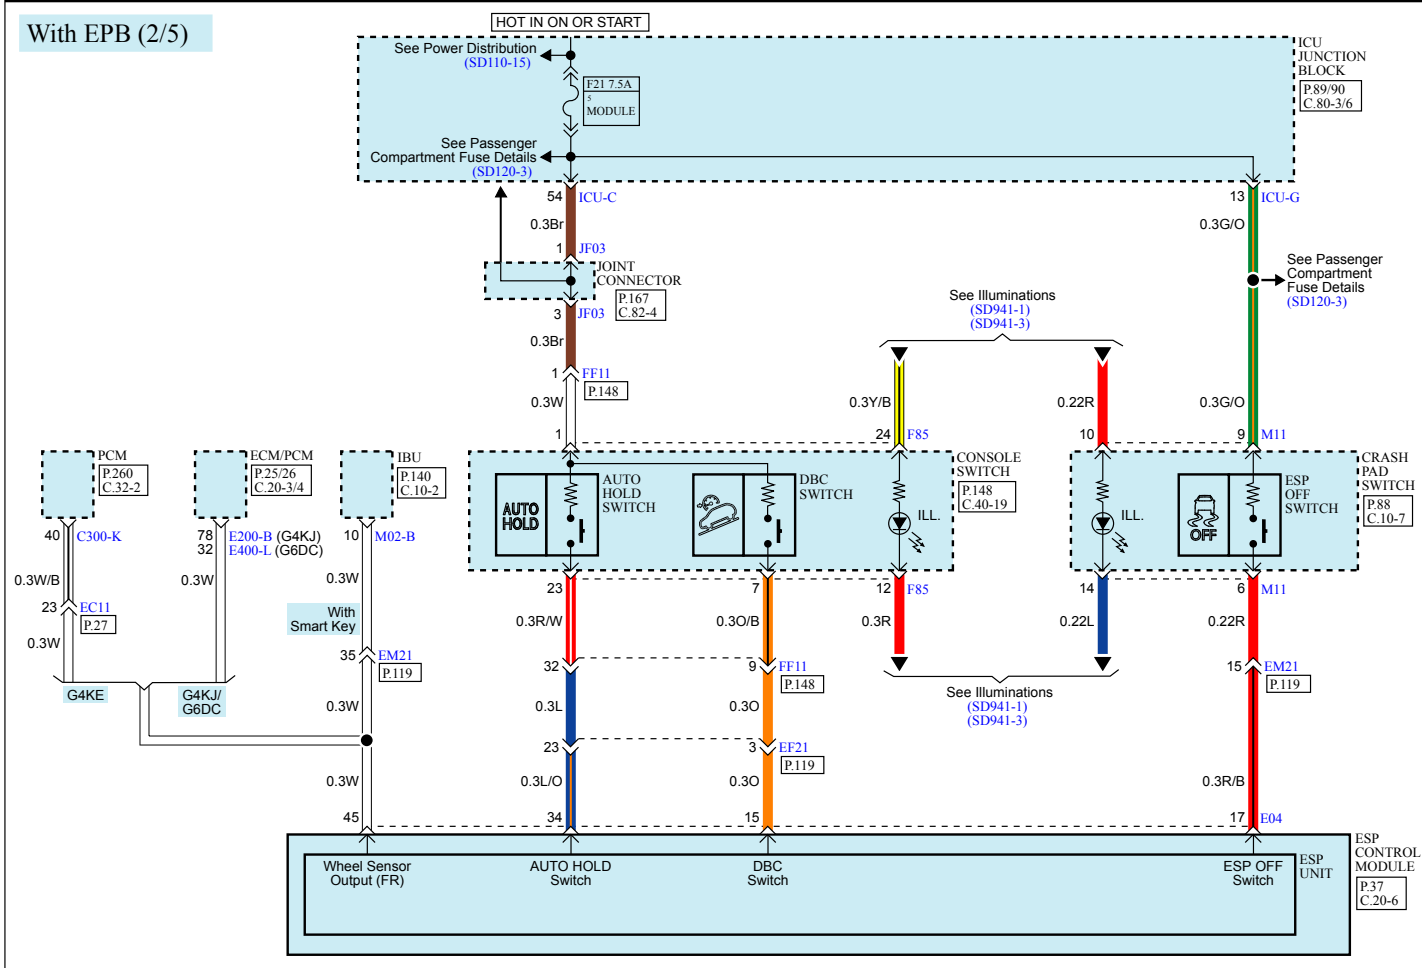 With EPB (2/5)
HOT IN ON OR START
See Power Distribution
(SD110-15)
F21 7.5A
5
MODULE
ICU
JUNCTION
BLOCK
P.89/90
C.80-3/6
See Passenger
Compartment Fuse Details
(SD120-3)
54 ICU-C
13 ICU-G
0.3Br
0.3G/O
1 JF03
JOINT
CONNECTOR
P.167
C.82-4
See Passenger
Compartment
Fuse Details
(SD120-3)
3 JF03
See Illuminations
(SD941-1)
(SD941-3)
0.3Br
1 FF11
P.148
0.3W
0.3Y/B
0.22R
0.3G/O
1
24 F85
10
9 M11
PCM
P.260
C.32-2
ECM/PCM
P.25/26
C.20-3/4
IBU
P.140
C.10-2
AUTO
HOLD
AUTO
HOLD
SWITCH
DBC
SWITCH
ILL.
CONSOLE
SWITCH
P.148
C.40-19
ILL.
OFF
ESP
OFF
SWITCH
CRASH
PAD
SWITCH
P.88
C.10-7
40 C300-K
78 E200-B (G4KJ)
32 E400-L (G6DC)
10 M02-B
0.3W/B
0.3W
0.3W
23
7
12 F85
14
6 M11
23 EC11
P.27
With
Smart Key
0.3R/W
0.3O/B
0.3R
0.22L
0.22R
0.3W
35 EM21
P.119
32
9 FF11
P.148
15 EM21
P.119
See Illuminations
(SD941-1)
(SD941-3)
G4KE
G4KJ/
G6DC
0.3W
0.3L
0.3O
23
3 EF21
P.119
0.3W
0.3L/O
0.3O
0.3R/B
45
34
15
17 E04
Wheel Sensor
Output (FR)
AUTO HOLD
Switch
DBC
Switch
ESP OFF
Switch
ESP
UNIT
ESP
CONTROL
MODULE
P.37
C.20-6